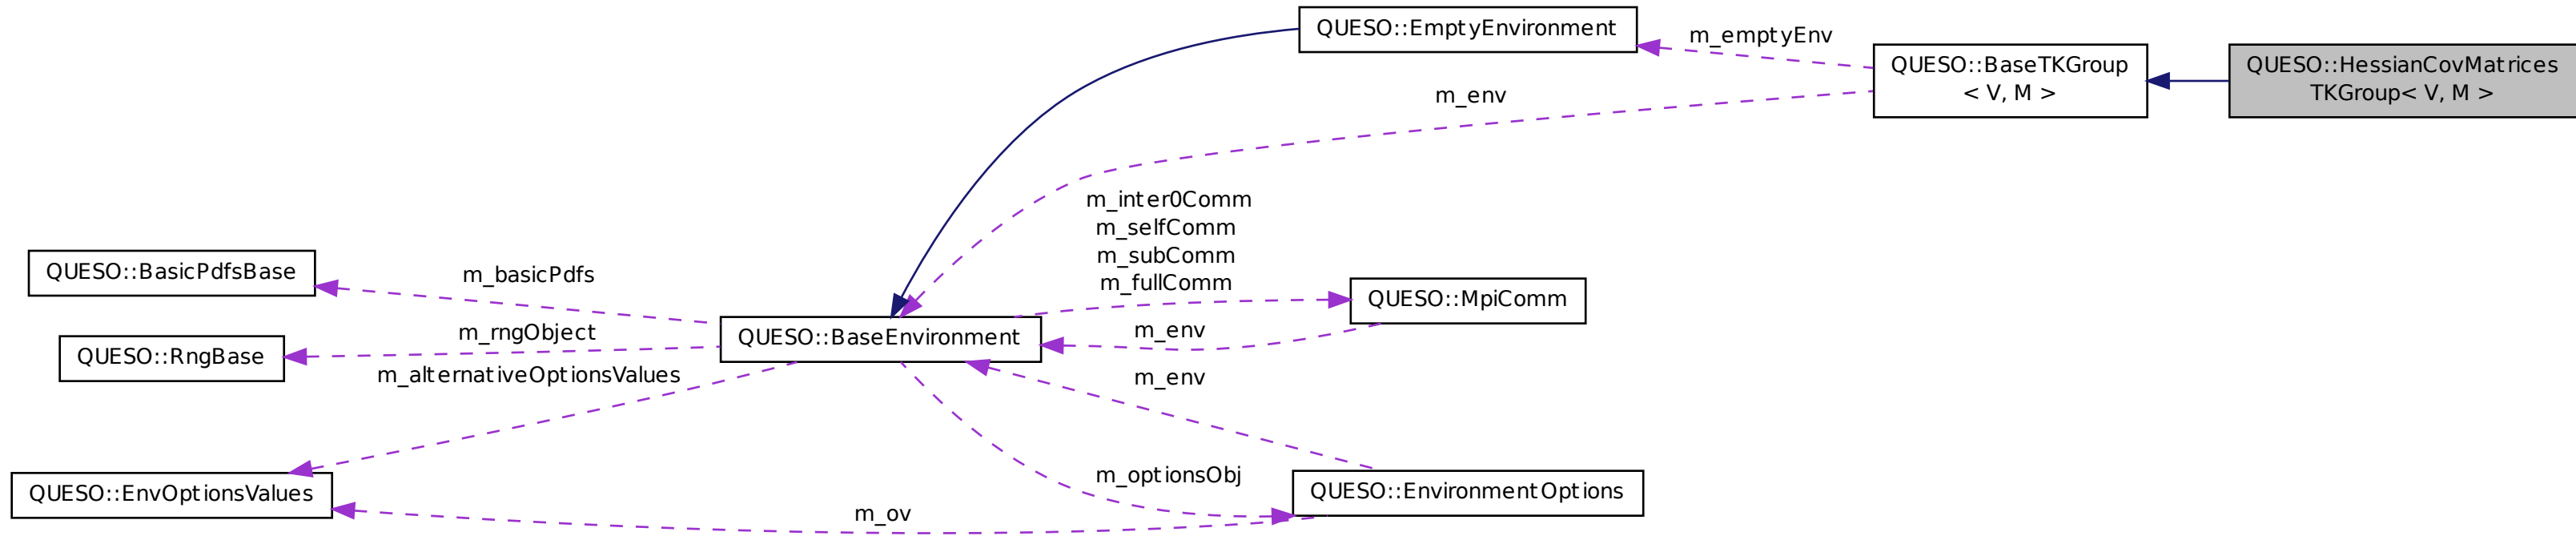 QUESO::EmptyEnvironment
m_emptyEnv
QUESO::BaseTKGroup
< V, M >
QUESO::HessianCovMatrices
TKGroup< V, M >
m_env
m_inter0Comm
m_selfComm
m_subComm
m_fullComm
QUESO::BasicPdfsBase
m_basicPdfs
QUESO::MpiComm
m_rngObject
QUESO::BaseEnvironment
m_env
QUESO::RngBase
m_alternativeOptionsValues
m_env
m_optionsObj
QUESO::EnvOptionsValues
QUESO::EnvironmentOptions
m_ov